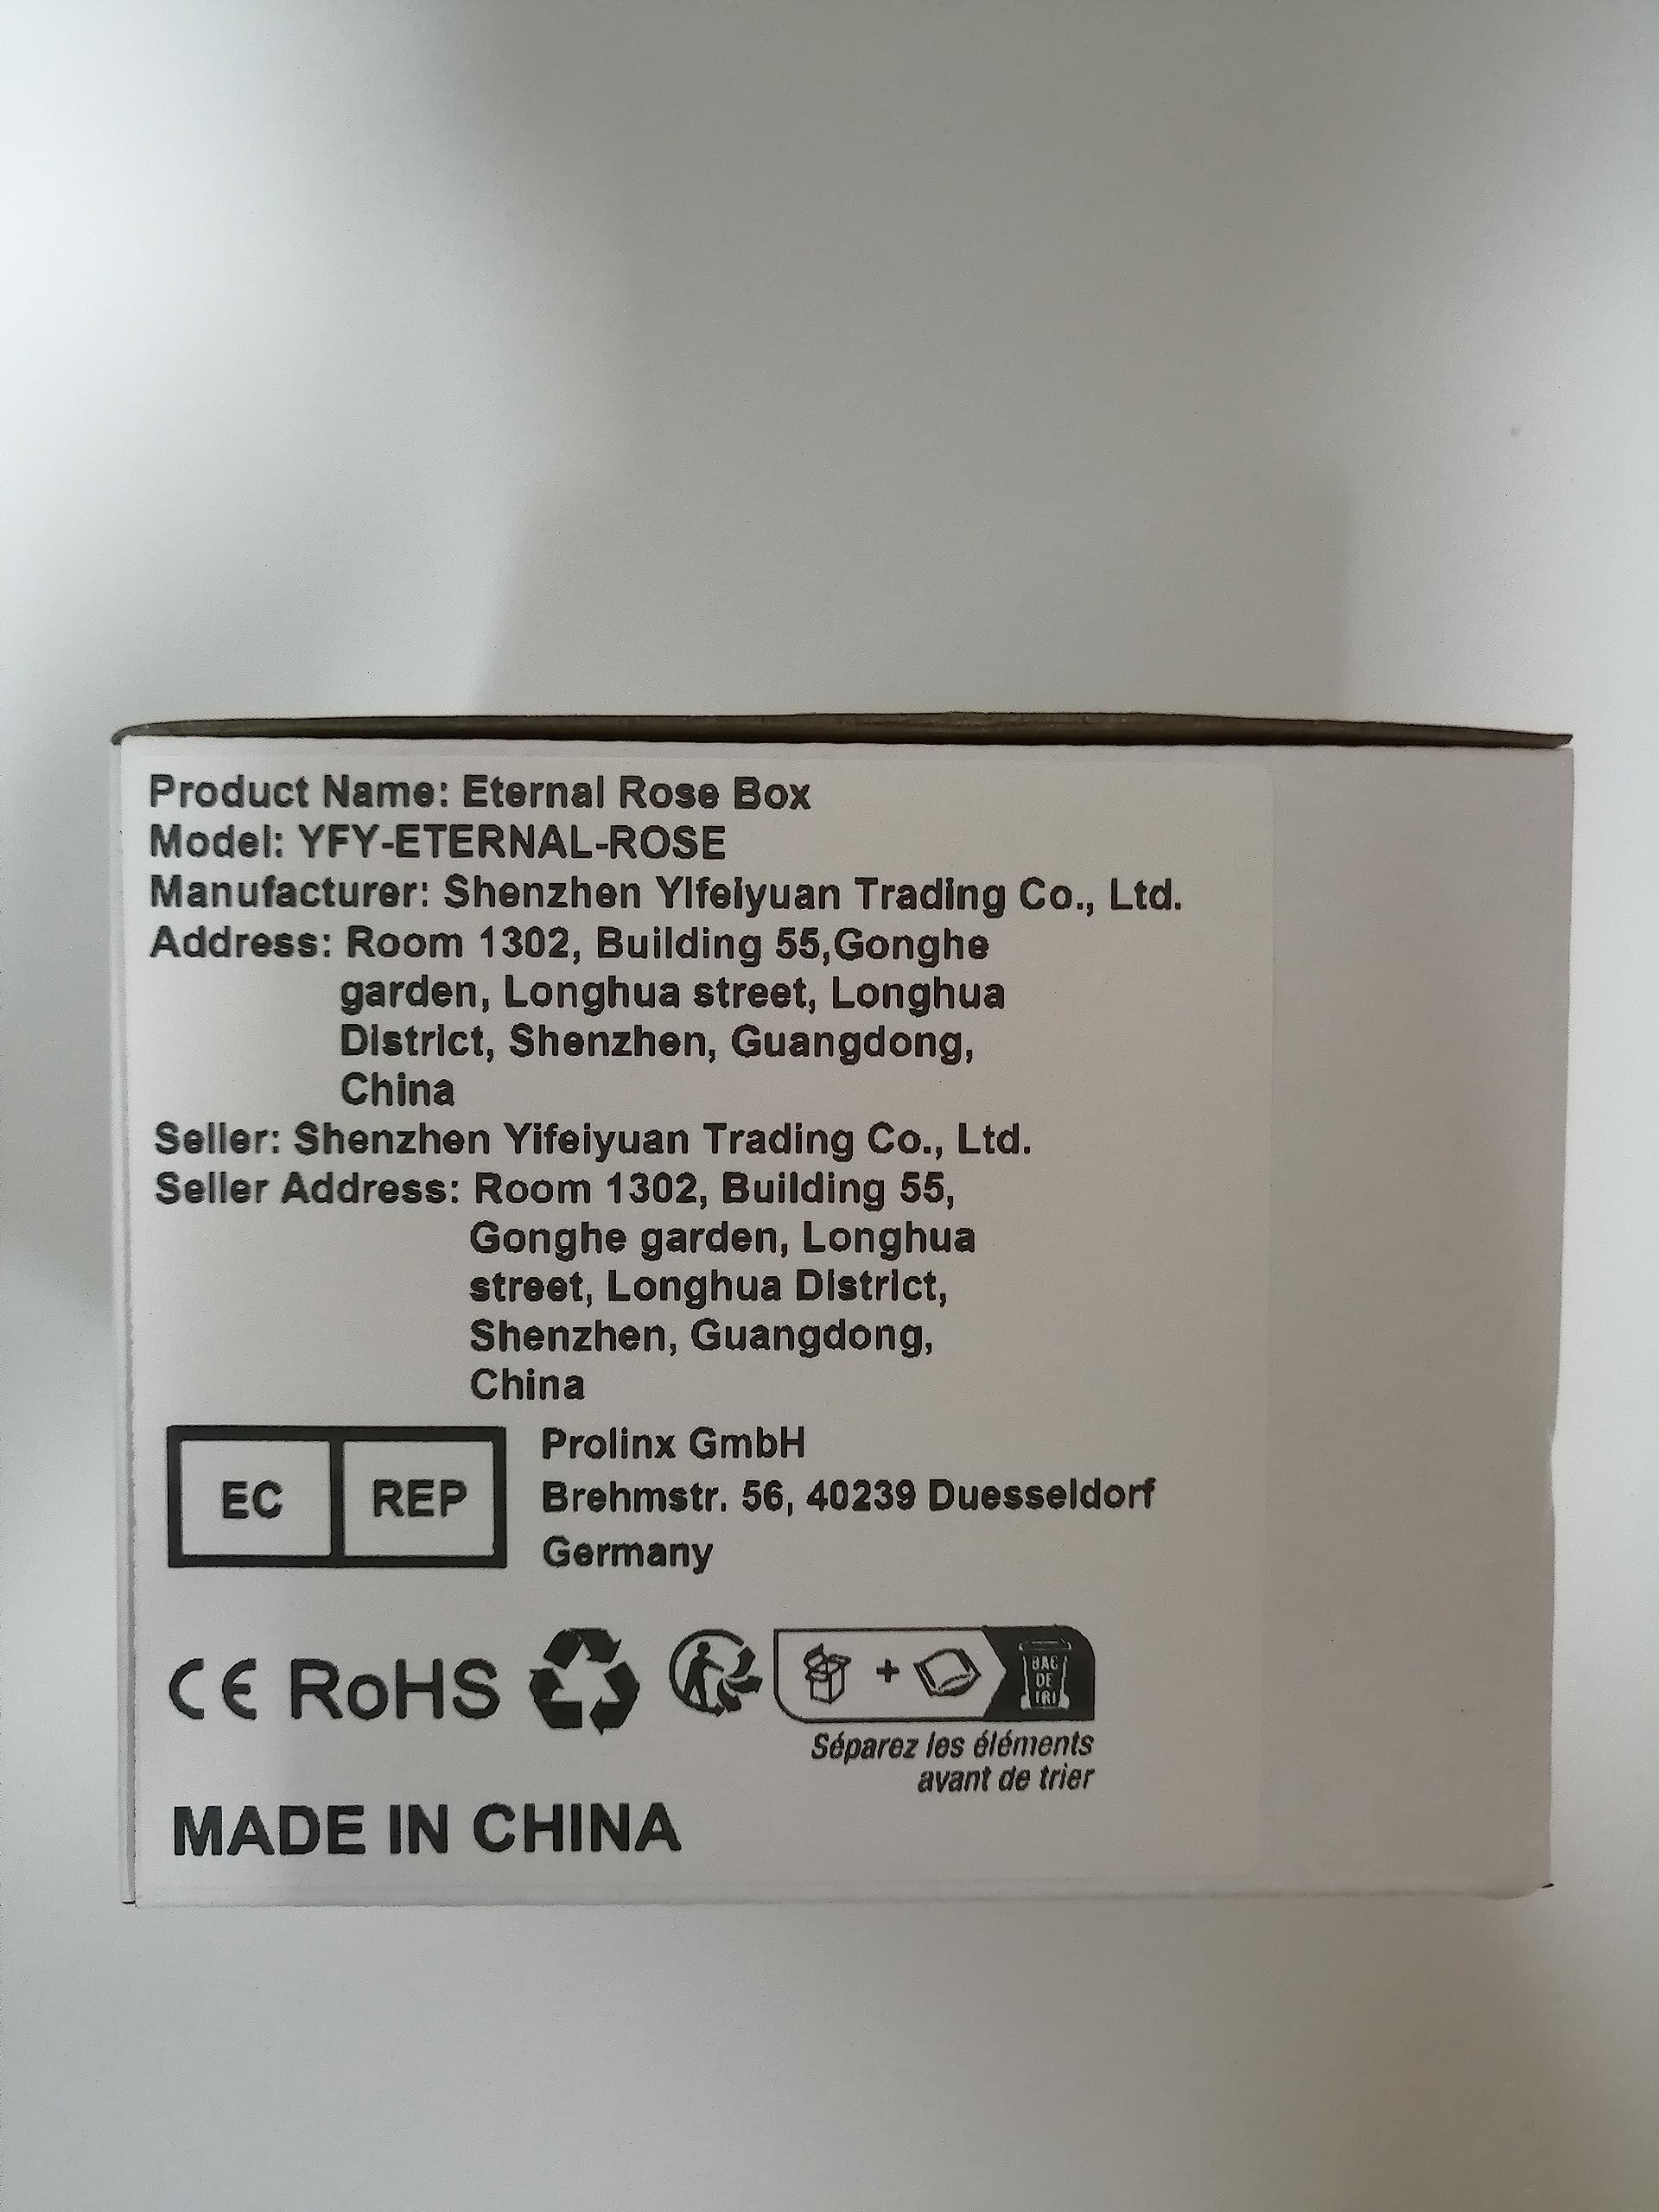 Product Name: Eternal Rose Box
Model: YFY-ETERNAL-ROSE
Manufacturer: Shenzhen Yifeiyuan Trading Co., Ltd.
Address: Room 1302, Building 55,Gonghe
garden, Longhua street, Longhua
District, Shenzhen, Guangdong,
China
Seller: Shenzhen Yifeiyuan Trading Co., Ltd.
Seller Address: Room 1302, Building 55,
Gonghe garden, Longhua
street, Longhua District,
Shenzhen, Guangdong,
China
EC REP
Prolinx GmbH
Brehmstr. 56, 40239 Duesseldorf
Germany
CE RoHS
+
BAC
DE
TRI
Séparez les éléments
avant de trier
MADE IN CHINA